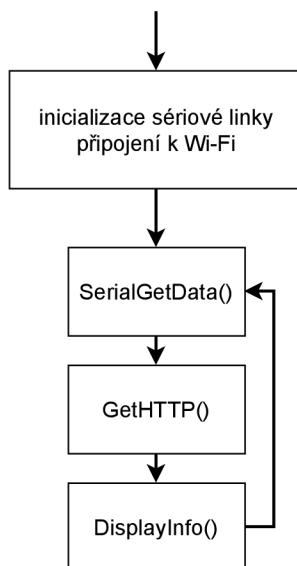 inicializace sériové linky
připojení k Wi-Fi
SerialGetData()
GetHTTP()
DisplayInfo()